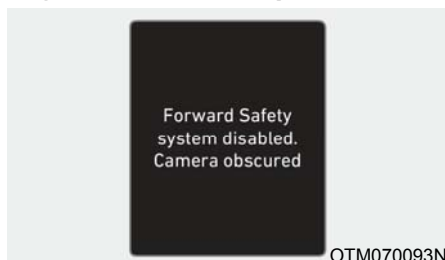 Forward Safety
system disabled.
Camera obscured
OTM070093N